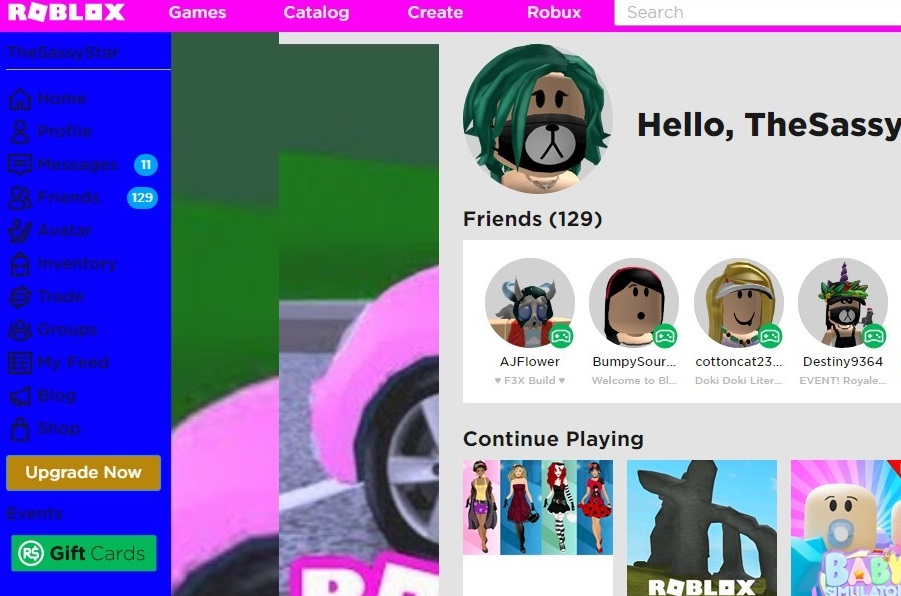 ROBLOX Games Catalog Create Robux Search
TheSassyStar
Home
Profile
Messages 11
Friends 129
Avatar
Inventory
Trade
Groups
My Feed
Blog
Shop
Upgrade Now
Events
R$ Gift Cards
Hello, TheSassy
Friends (129)
AJFlower BumpySour... cottoncat23... Destiny9364
♥ F3X Build ♥ Welcome to Bl... Doki Doki Liter... EVENT! Royale...
Continue Playing
ROBLOX
BABY
SIMULATO